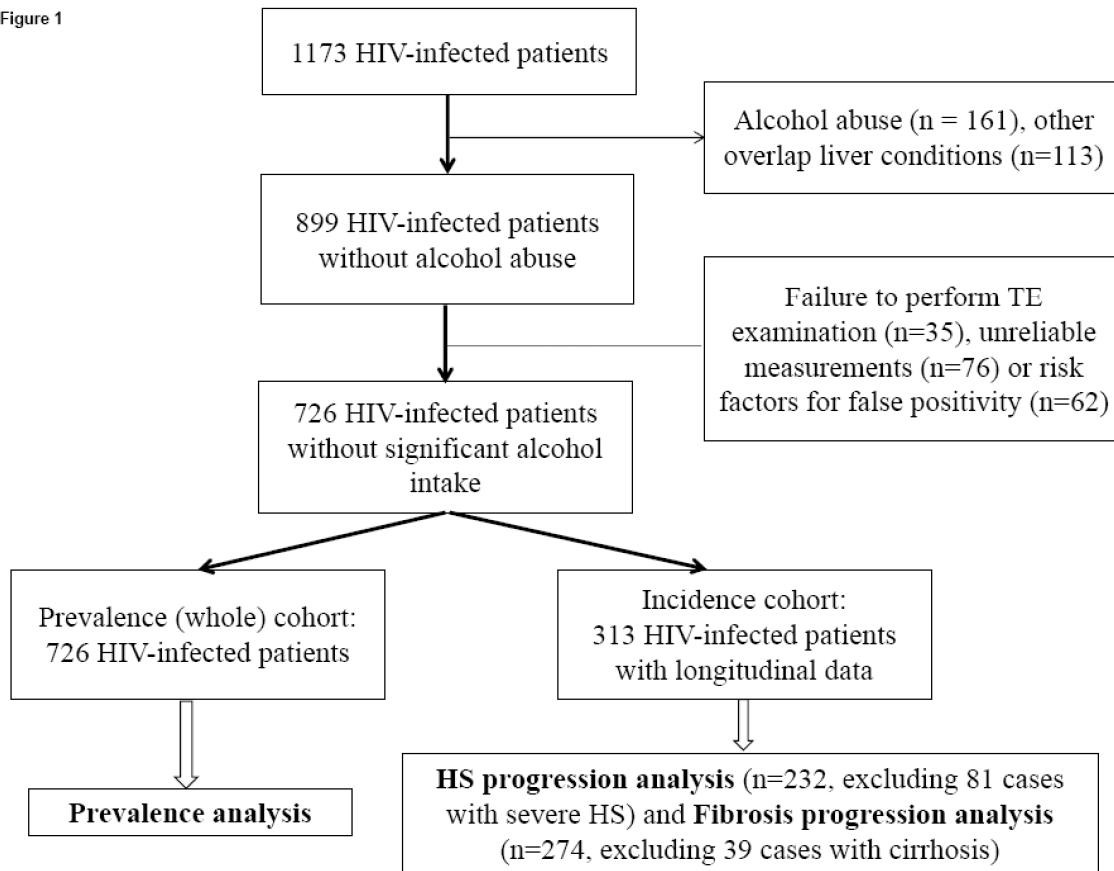 Figure 1
1173 HIV-infected patients
Alcohol abuse (n = 161), other
overlap liver conditions (n=113)
899 HIV-infected patients
without alcohol abuse
Failure to perform TE
examination (n=35), unreliable
measurements (n=76) or risk
factors for false positivity (n=62)
726 HIV-infected patients
without significant alcohol
intake
Prevalence (whole) cohort:
726 HIV-infected patients
Incidence cohort:
313 HIV-infected patients
with longitudinal data
Prevalence analysis
HS progression analysis (n=232, excluding 81 cases
with severe HS) and Fibrosis progression analysis
(n=274, excluding 39 cases with cirrhosis)